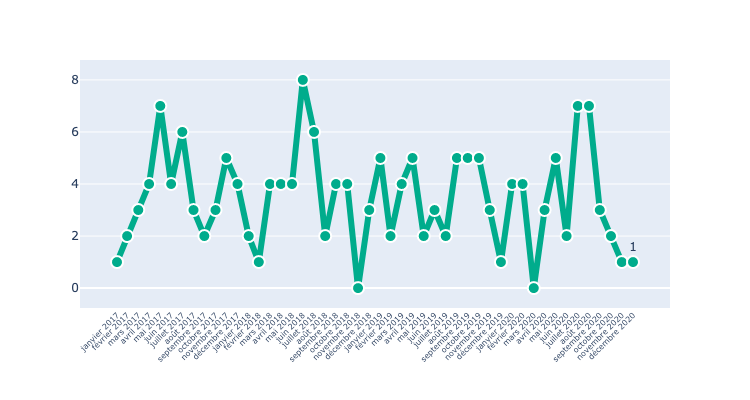 8
6
4
2
0
1
janvier 2017
février 2017
mars 2017
avril 2017
mai 2017
juin 2017
juillet 2017
août 2017
septembre 2017
octobre 2017
novembre 2017
décembre 2017
janvier 2018
février 2018
mars 2018
avril 2018
mai 2018
juin 2018
juillet 2018
août 2018
septembre 2018
octobre 2018
novembre 2018
décembre 2018
janvier 2019
février 2019
mars 2019
avril 2019
mai 2019
juin 2019
juillet 2019
août 2019
septembre 2019
octobre 2019
novembre 2019
décembre 2019
janvier 2020
février 2020
mars 2020
avril 2020
mai 2020
juin 2020
juillet 2020
août 2020
septembre 2020
octobre 2020
novembre 2020
décembre 2020